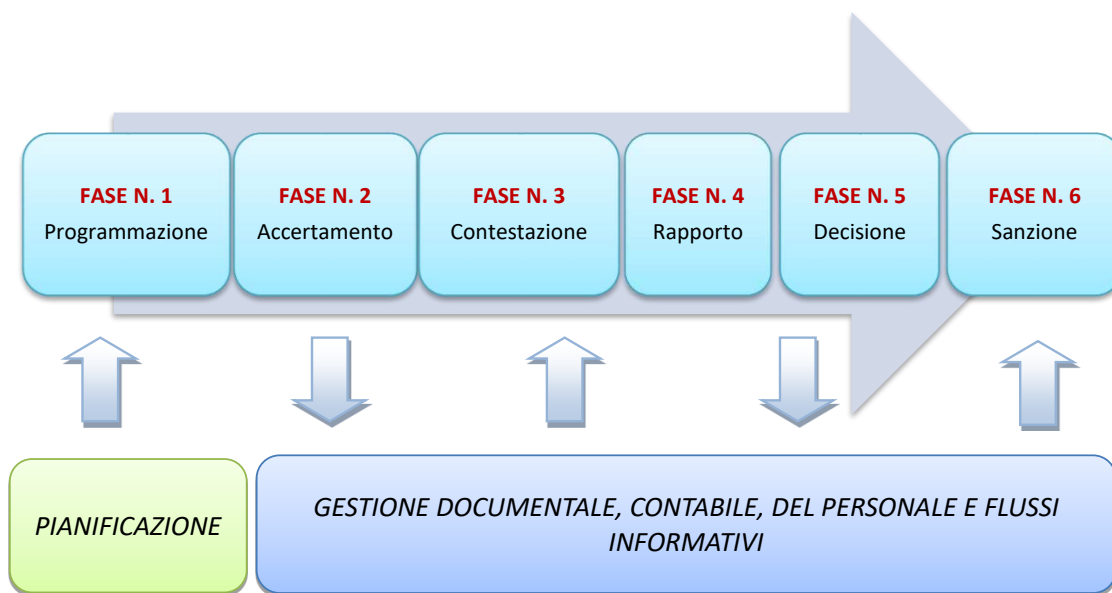 FASE N. 1
Programmazione
FASE N. 2
Accertamento
FASE N. 3
Contestazione
FASE N. 4
Rapporto
FASE N. 5
Decisione
FASE N. 6
Sanzione
PIANIFICAZIONE
GESTIONE DOCUMENTALE, CONTABILE, DEL PERSONALE E FLUSSI
INFORMATIVI